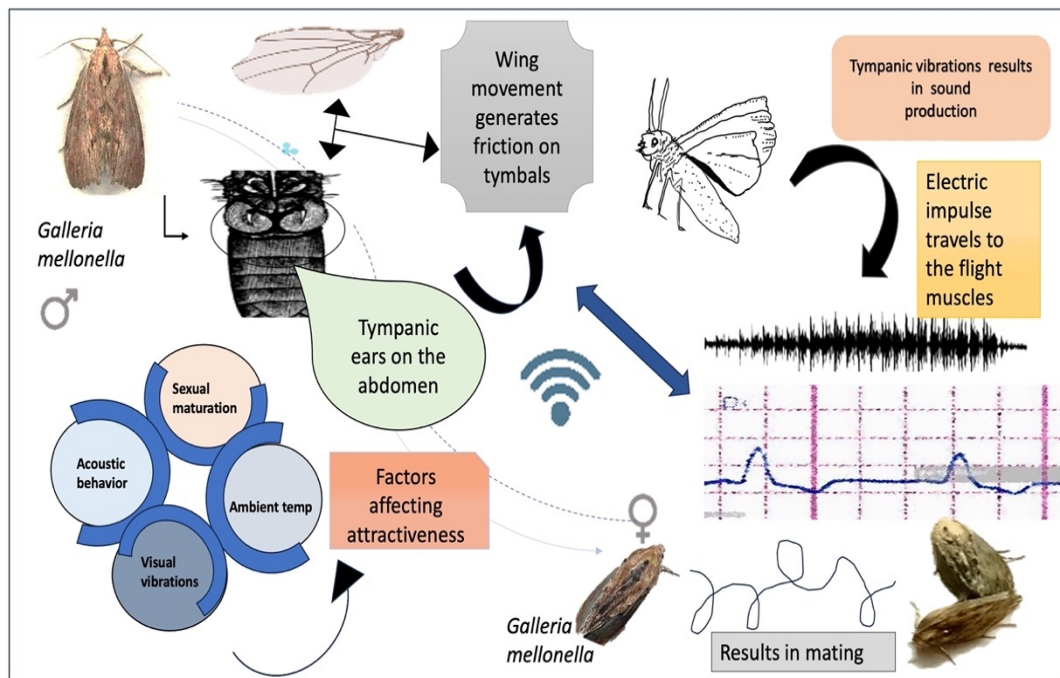 Galleria
mellonella
Wing
movement
generates
friction on
tymbals
Tympanic vibrations results
in sound
production
Electric
impulse
travels to
the flight
muscles
Tympanic
ears on the
abdomen
Sexual
maturation
Acoustic
behavior
Ambient temp
Visual
vibrations
Factors
affecting
attractiveness
Galleria
mellonella
Results in mating